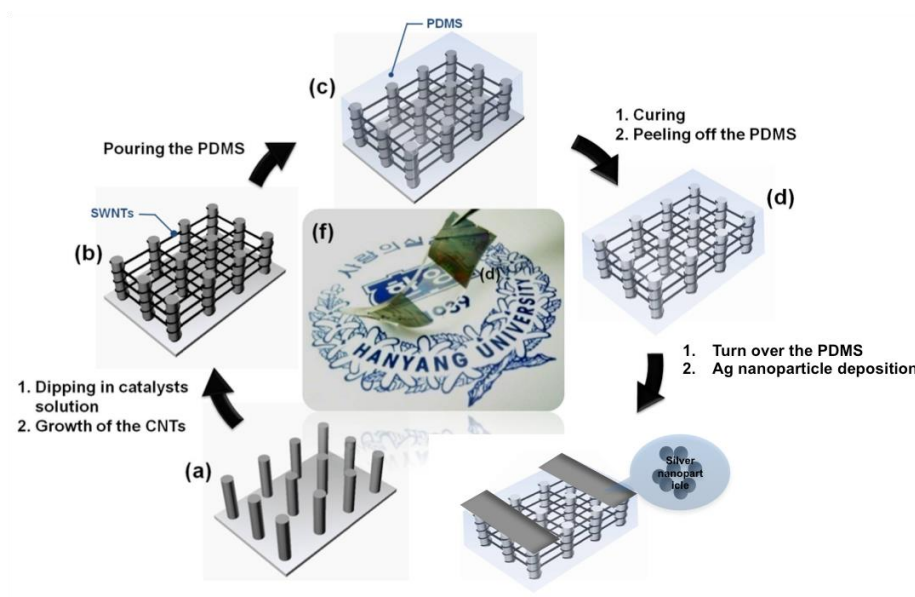 PDMS
(c)
Pouring the PDMS
1. Curing
2. Peeling off the PDMS
SWNTs
(b)
(d)
(f)
(d)
1939
HANYANG UNIVERSITY
1. Turn over the PDMS
2. Ag nanoparticle deposition
1. Dipping in catalysts
solution
2. Growth of the CNTs
(a)
Silver
nanopart
icle